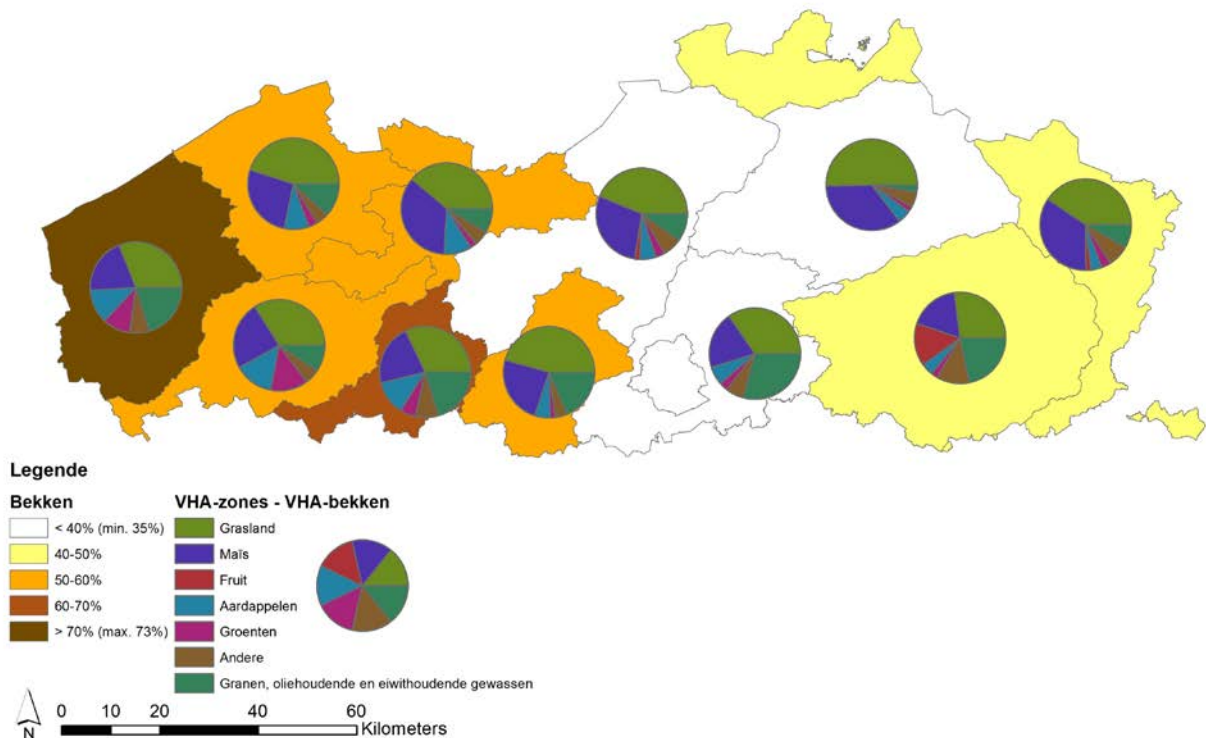 Legende
Bekken
< 40% (min. 35%)
40-50%
50-60%
60-70%
> 70% (max. 73%)
VHA-zones - VHA-bekken
Grasland
Maïs
Fruit
Aardappelen
Groenten
Andere
Granen, oliehoudende en eiwithoudende gewassen
N
0 10 20 40 60
Kilometers